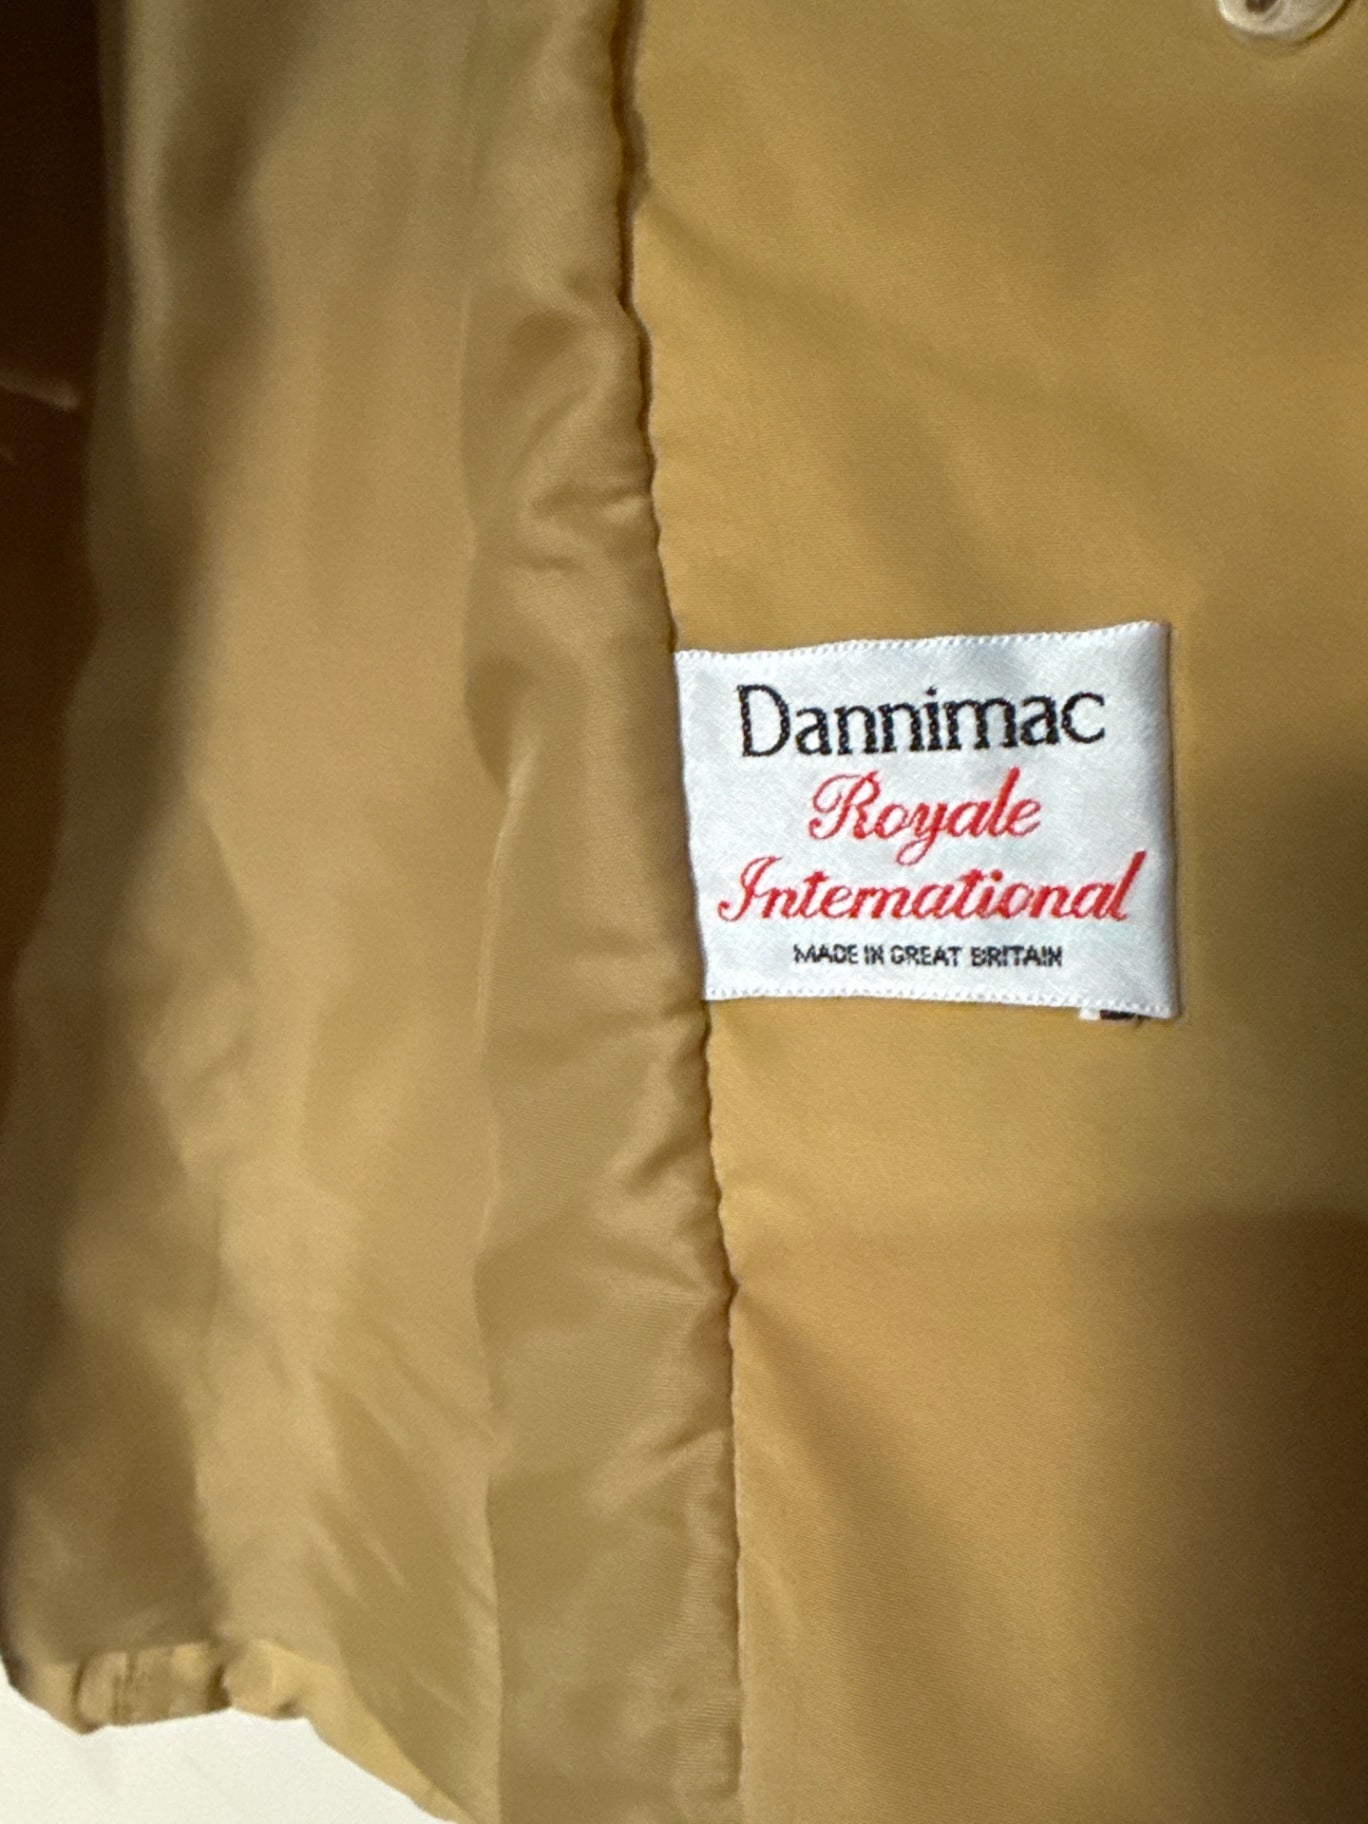 Dannimac
Royale
International
MADE IN GREAT BRITAIN